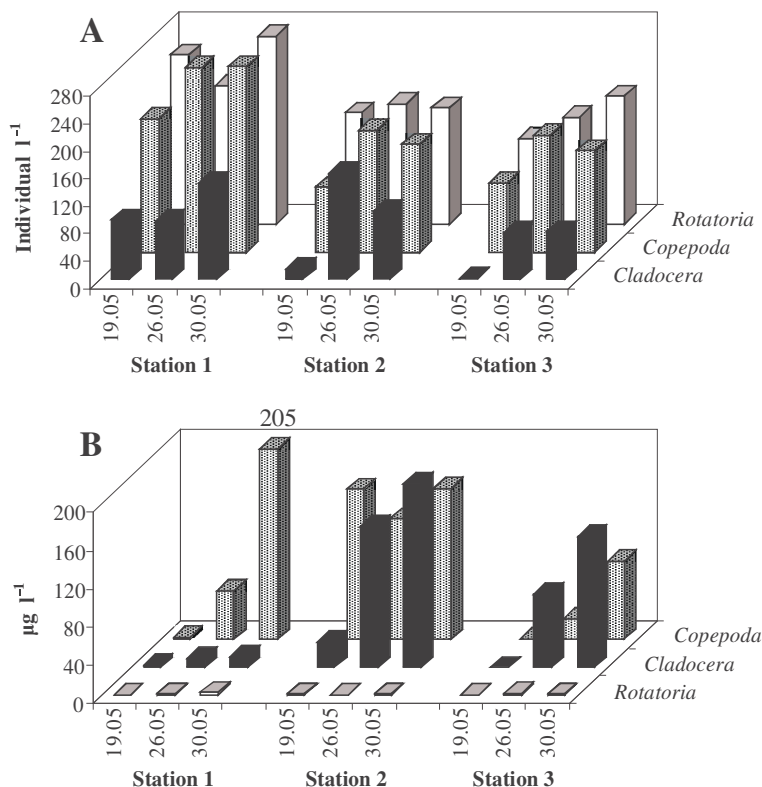 A
Individual l⁻¹
280
240
200
160
120
80
40
0
Rotatoria
Copepoda
Cladocera
19.05 26.05 30.05 19.05 26.05 30.05 19.05 26.05 30.05
Station 1 Station 2 Station 3
B
205
µg l⁻¹
200
160
120
80
40
0
Copepoda
Cladocera
Rotatoria
19.05 26.05 30.05 19.05 26.05 30.05 19.05 26.05 30.05
Station 1 Station 2 Station 3